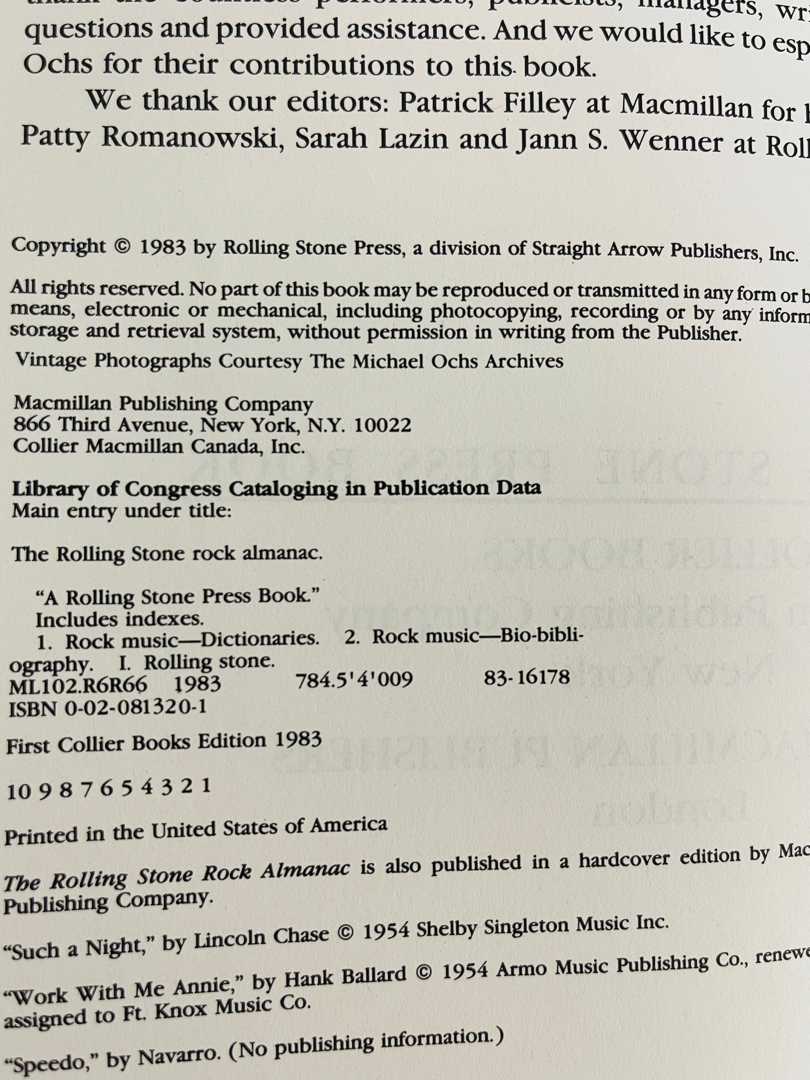 questions and provided assistance. And we would like to esp
Ochs for their contributions to this book.
We thank our editors: Patrick Filley at Macmillan for
Patty Romanowski, Sarah Lazin and Jann S. Wenner at Roll
Copyright © 1983 by Rolling Stone Press, a division of Straight Arrow Publishers, Inc.
All rights reserved. No part of this book may be reproduced or transmitted in any form or b
means, electronic or mechanical, including photocopying, recording or by any inform
storage and retrieval system, without permission in writing from the Publisher.
Vintage Photographs Courtesy The Michael Ochs Archives
Macmillan Publishing Company
866 Third Avenue, New York, N.Y. 10022
Collier Macmillan Canada, Inc.
Library of Congress Cataloging in Publication Data
Main entry under title:
The Rolling Stone rock almanac.
“A Rolling Stone Press Book.”
Includes indexes.
1. Rock music—Dictionaries. 2. Rock music—Bio-bibli-
ography. I. Rolling stone.
ML102.R6R66 1983 784.5'4'009 83-16178
ISBN 0-02-081320-1
First Collier Books Edition 1983
10 9 8 7 6 5 4 3 2 1
Printed in the United States of America
The Rolling Stone Rock Almanac is also published in a hardcover edition by Mac
Publishing Company.
“Such a Night,” by Lincoln Chase © 1954 Shelby Singleton Music Inc.
“Work With Me Annie,” by Hank Ballard © 1954 Armo Music Publishing Co., renewe
assigned to Ft. Knox Music Co.
“Speedo,” by Navarro. (No publishing information.)